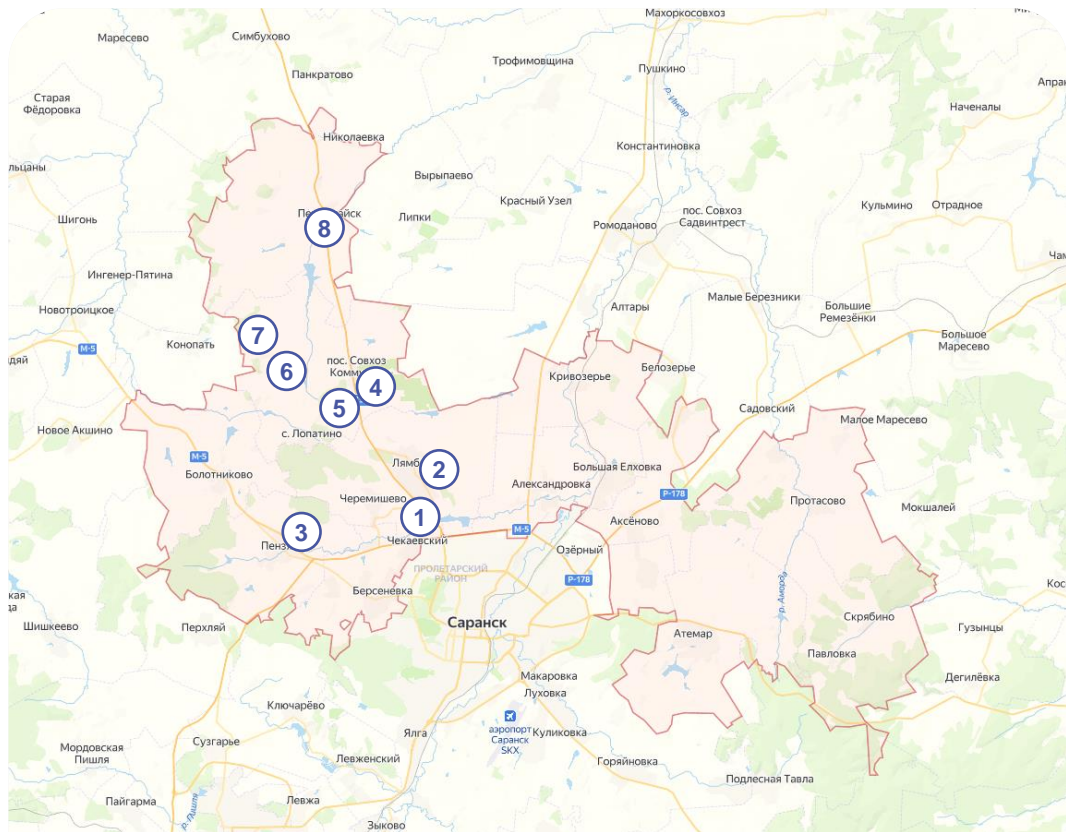 Махоркосовхоз
Маресево
Симбухово
Трофимовщина
Пушкино
Панкратово
Старая
Фёдоровка
р. Инсар
Наченалы
Николаевка
Константиновка
Вырыпаево
Красный Узел
Кульмино
Отрадное
Шигонь
8
Липки
пос. Совхоз
Садвинтрест
Ромоданово
Ингенер-Пятина
Малые Березники
Новотроицкое
Алтары
Большие
Ремезёнки
7
Конопать
М-5
Большое
Маресево
6
пос. Совхоз
4
Кривозерье
Белозерье
5
Садовский
Новое Акшино
с. Лопатино
Малое Маресево
М-5
Болотниково
2
Большая Елховка
Александровка
Р-178
Протасово
Черемишево
1
Мокшалей
3
Чекаевский
М-5
Аксёново
Озёрный
ПРОЛЕТАРСКИЙ
РАЙОН
Р-178
Берсеневка
р. Аморда
Шишкеево
Перхляй
Саранск
Атемар
Скрябино
Гузынцы
Павловка
Макаровка
Дегилёвка
Луховка
Ключарёво
аэропорт
Саранск
SKX
Куликовка
Ялга
Сузгарье
Мордовская
Пишля
Левженский
Горяйновка
Подлесная Тавла
Пайгарма
Левжа
р. Пишля
Зыково